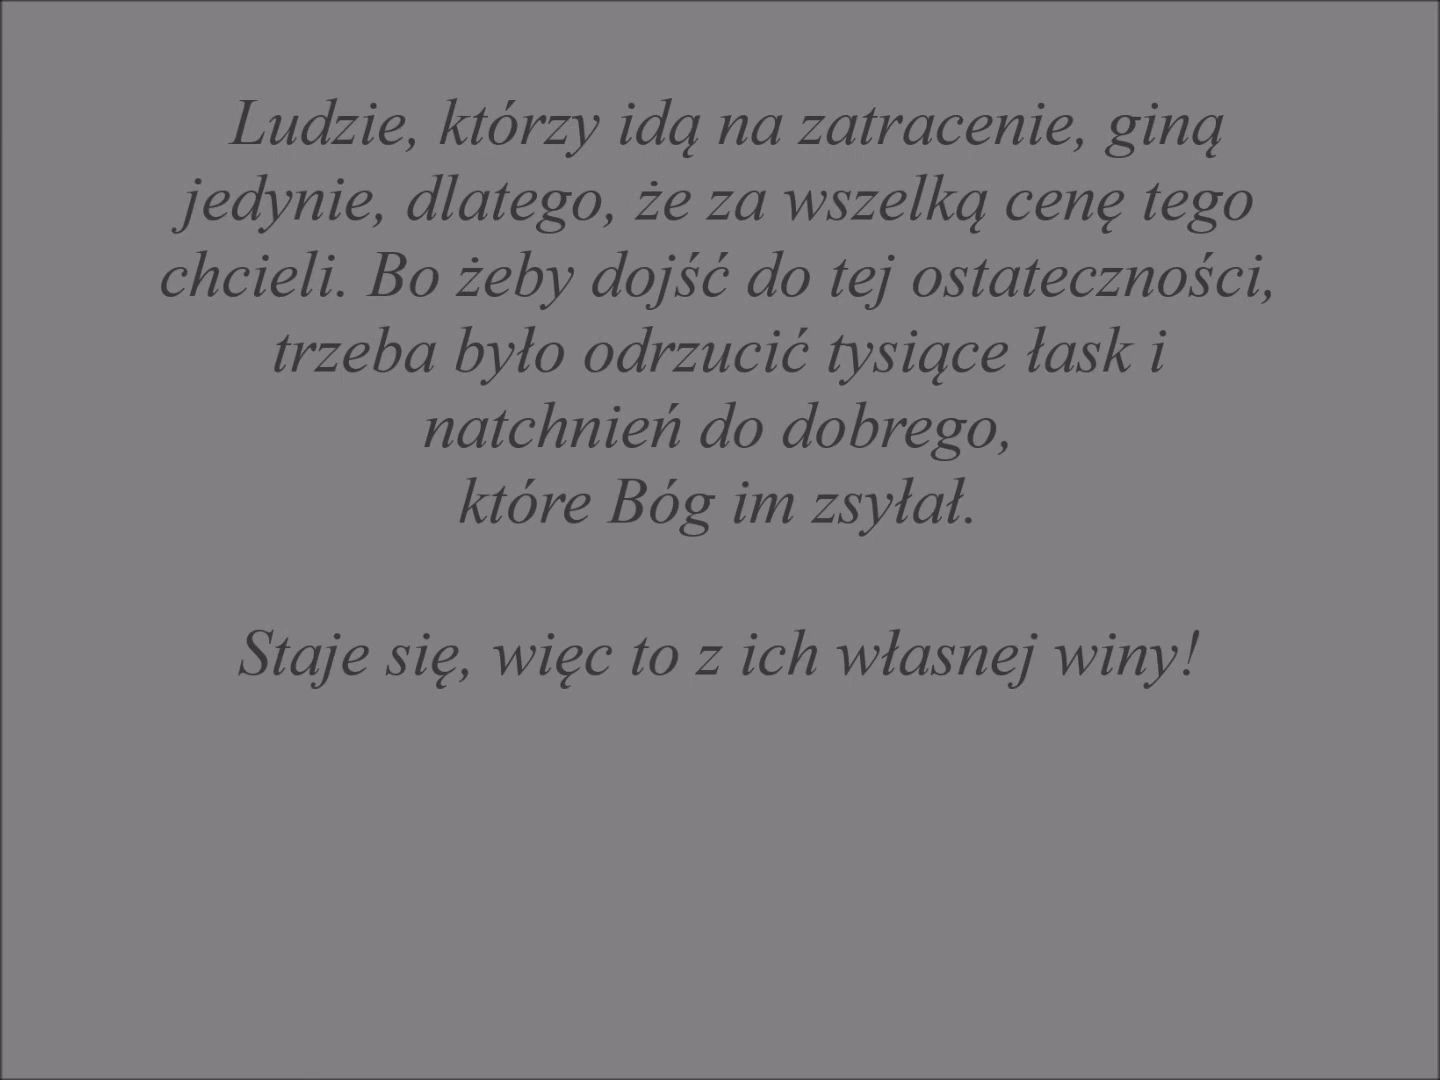 Ludzie, którzy idą na zatracenie, giną
jedynie, dlatego, że za wszelką cenę tego
chcieli. Bo żeby dojść do tej ostateczności,
trzeba było odrzucić tysiące łask i
natchnień do dobrego,
które Bóg im zsyłał.
Staje się, więc to z ich własnej winy!